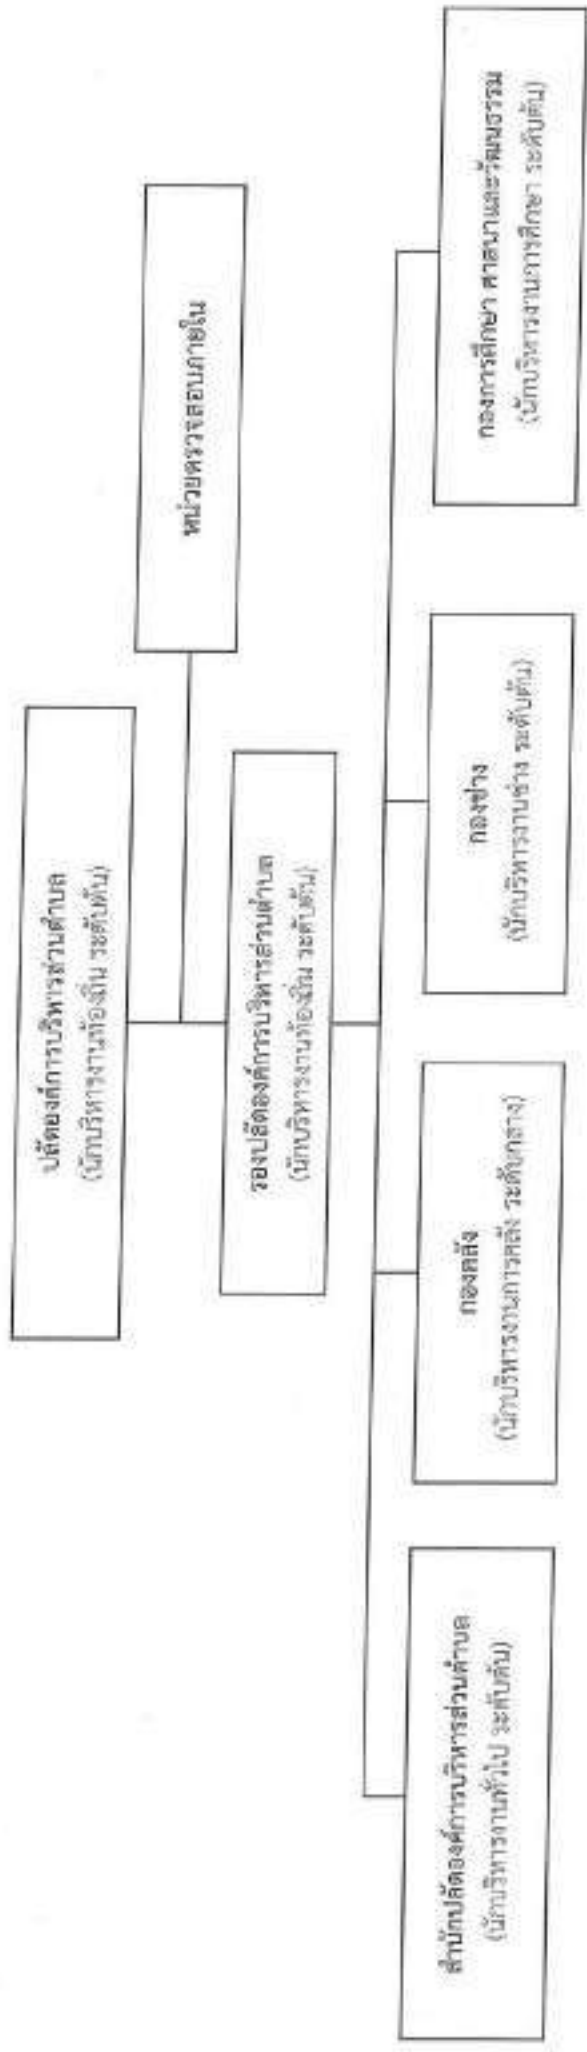 ปลัดองค์การบริหารส่วนตำบล
(นักบริหารงานท้องถิ่น ระดับต้น)
หน่วยตรวจสอบภายใน
รองปลัดองค์การบริหารส่วนตำบล
(นักบริหารงานท้องถิ่น ระดับต้น)
สำนักปลัดองค์การบริหารส่วนตำบล
(นักบริหารงานทั่วไป ระดับต้น)
กองคลัง
(นักบริหารงานการคลัง ระดับกลาง)
กองช่าง
(นักบริหารงานช่าง ระดับต้น)
กองการศึกษา ศาสนาและวัฒนธรรม
(นักบริหารงานการศึกษา ระดับต้น)